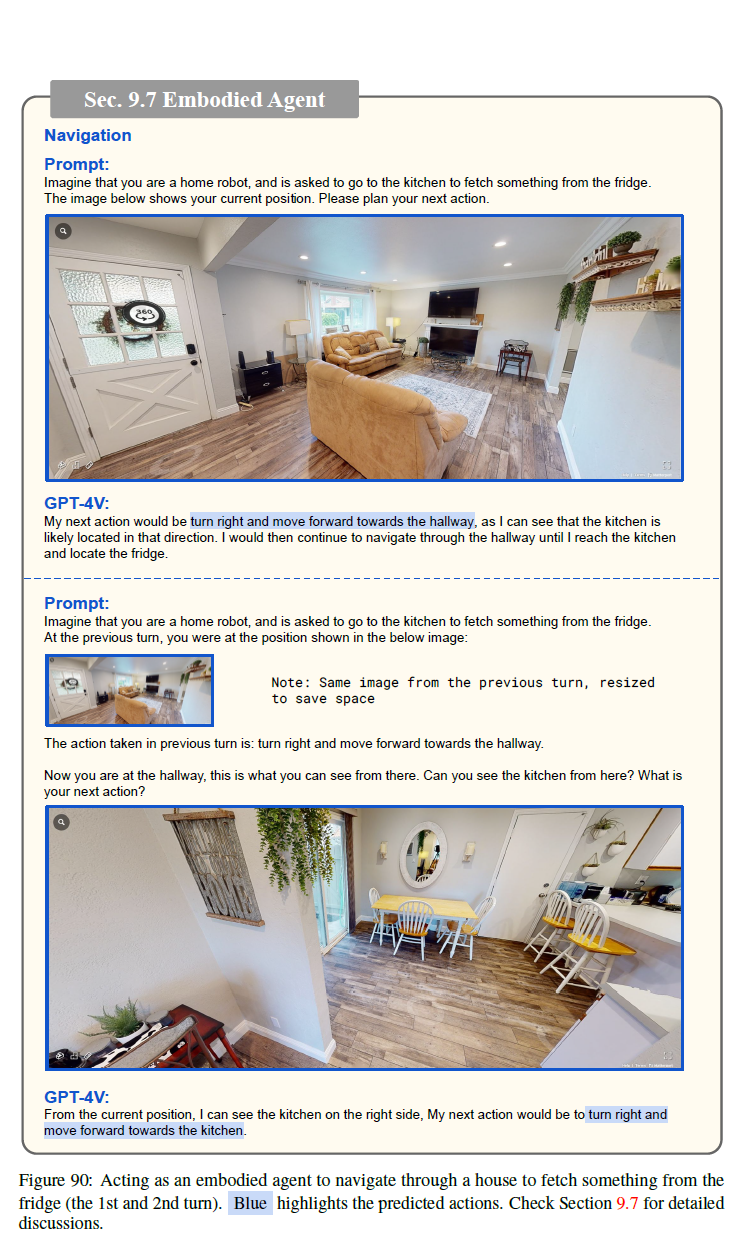 Sec. 9.7 Embodied Agent
Navigation
Prompt:
Imagine that you are a home robot, and is asked to go to the kitchen to fetch something from the fridge.
The image below shows your current position. Please plan your next action.
360
GPT-4V:
My next action would be turn right and move forward towards the hallway, as I can see that the kitchen is
likely located in that direction. I would then continue to navigate through the hallway until I reach the kitchen
and locate the fridge.
Prompt:
Imagine that you are a home robot, and is asked to go to the kitchen to fetch something from the fridge.
At the previous turn, you were at the position shown in the below image:
Note: Same image from the previous turn, resized
to save space
The action taken in previous turn is: turn right and move forward towards the hallway.
Now you are at the hallway, this is what you can see from there. Can you see the kitchen from here? What is
your next action?
GPT-4V:
From the current position, I can see the kitchen on the right side, My next action would be to turn right and
move forward towards the kitchen.
Figure 90: Acting as an embodied agent to navigate through a house to fetch something from the
fridge (the 1st and 2nd turn). Blue highlights the predicted actions. Check Section 9.7 for detailed
discussions.